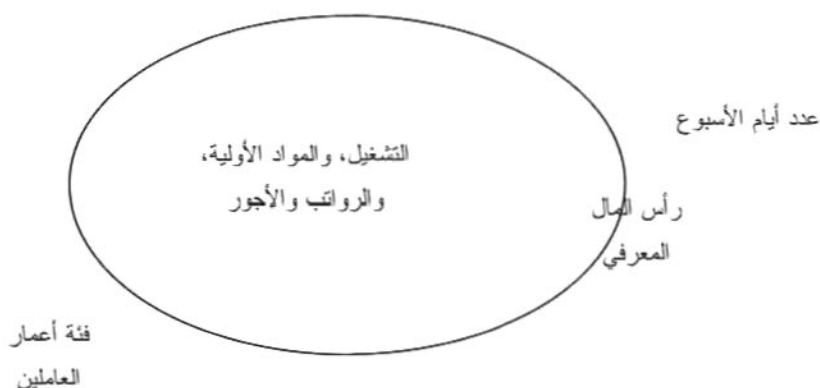 عدد أيام الأسبوع
التشغيل، والمواد الأولية،
والرواتب والأجور
رأس المال
المعرفي
فئة أعمار
العاملين